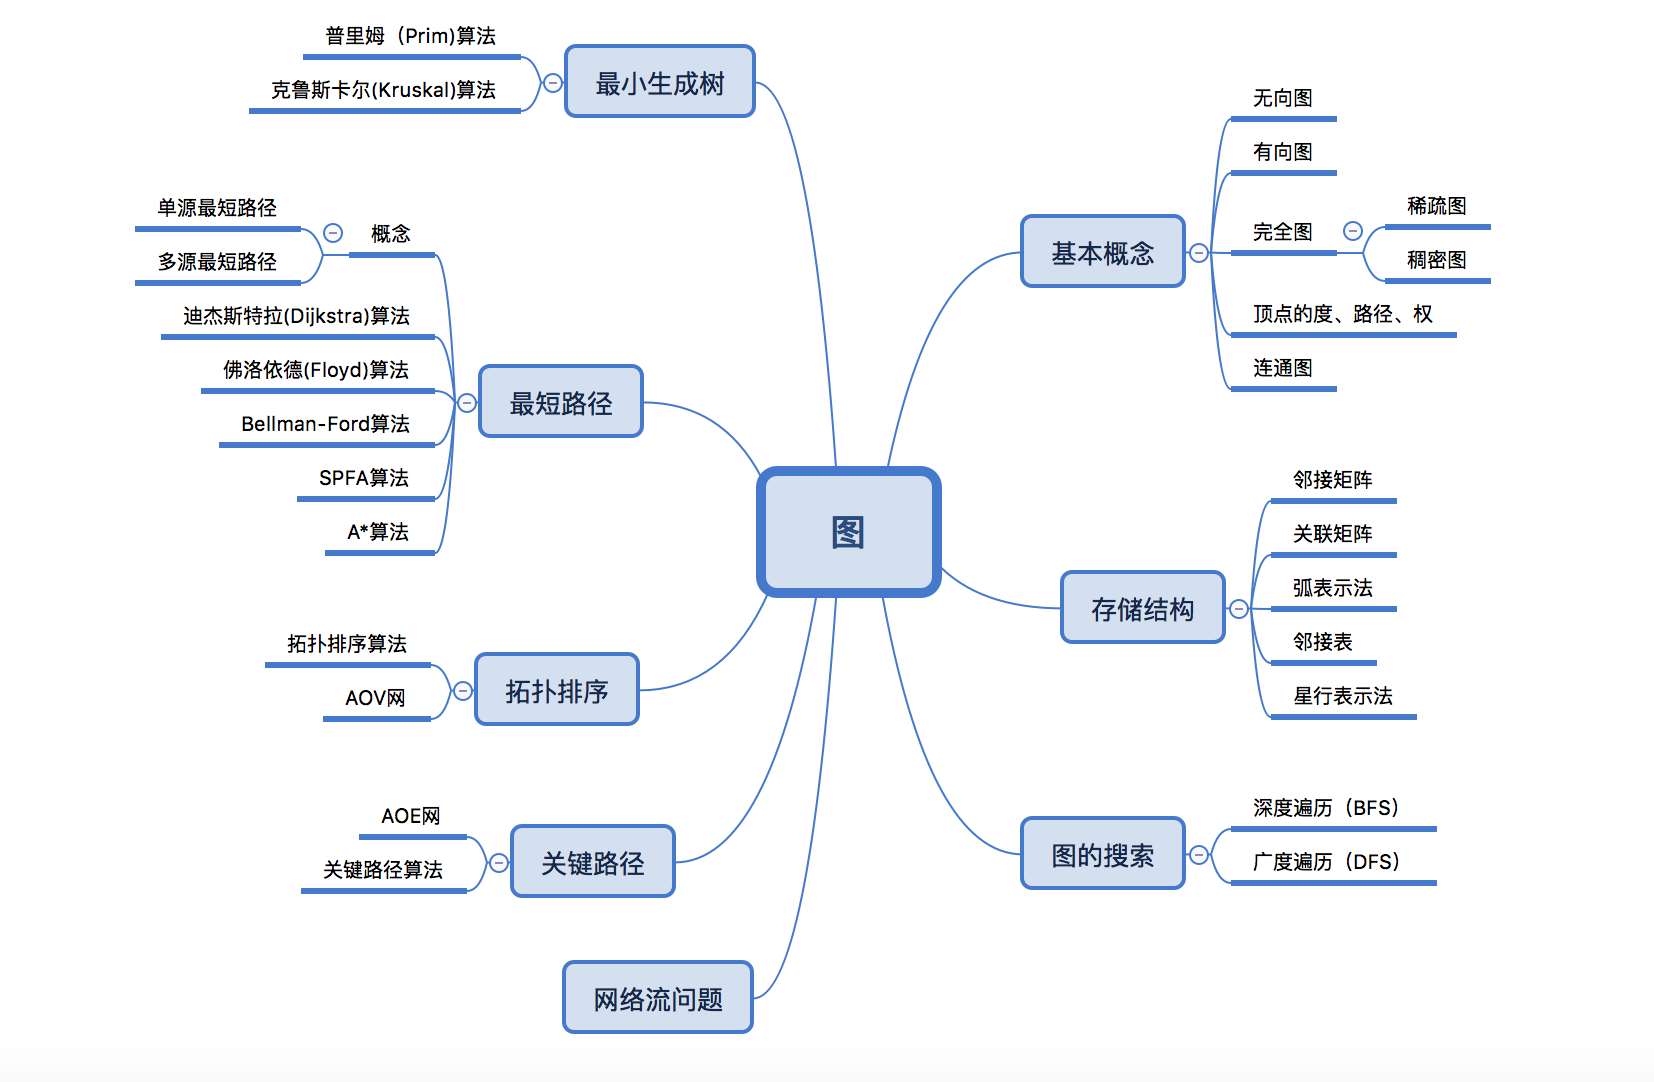 图
最小生成树
普里姆（Prim)算法
克鲁斯卡尔(Kruskal)算法
最短路径
概念
单源最短路径
多源最短路径
迪杰斯特拉(Dijkstra)算法
佛洛依德(Floyd)算法
Bellman-Ford算法
SPFA算法
A*算法
拓扑排序
拓扑排序算法
AOV网
关键路径
AOE网
关键路径算法
网络流问题
基本概念
无向图
有向图
完全图
稀疏图
稠密图
顶点的度、路径、权
连通图
存储结构
邻接矩阵
关联矩阵
弧表示法
邻接表
星行表示法
图的搜索
深度遍历（BFS）
广度遍历（DFS）